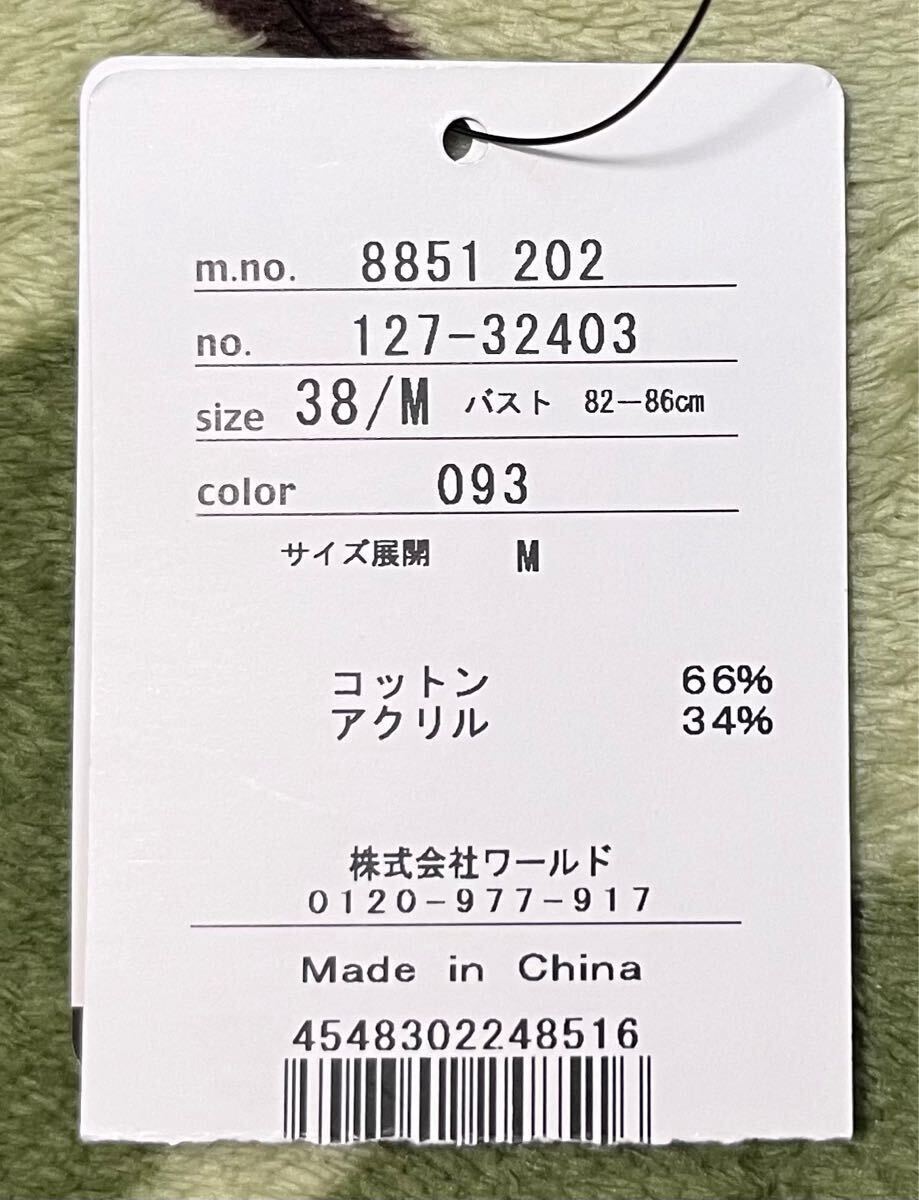 m.no. 8851 202
no. 127-32403
size 38/M バスト 82-86cm
color 093
サイズ展開 M
コットン 66%
アクリル 34%
株式会社ワールド
0120-977-917
Made in China
4548302248516